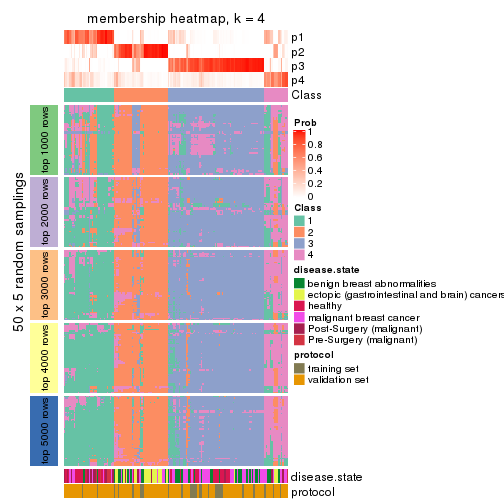 membership heatmap, k = 4
p1
p2
p3
p4
Class
50 x 5 random samplings
top 1000 rows
top 2000 rows
top 3000 rows
top 4000 rows
top 5000 rows
disease.state
protocol
Prob
1
0.8
0.6
0.4
0.2
0
Class
1
2
3
4
disease.state
benign breast abnormalities
ectopic (gastrointestinal and brain) cancers
healthy
malignant breast cancer
Post-Surgery (malignant)
Pre-Surgery (malignant)
protocol
training set
validation set